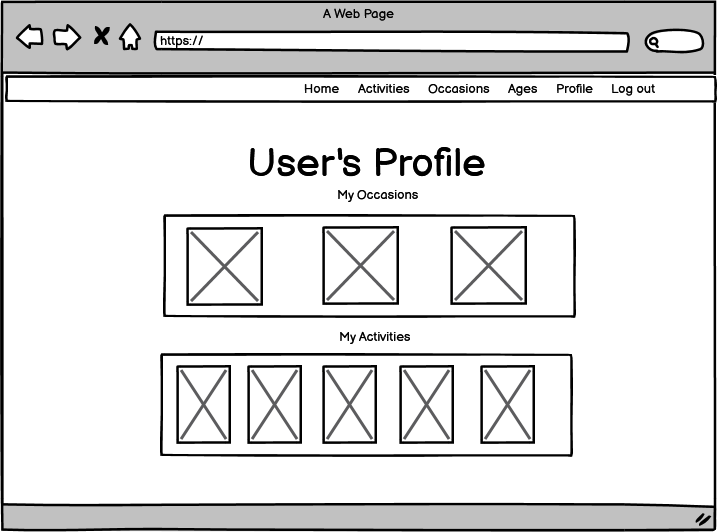 A Web Page
https://
Home Activities Occasions Ages Profile Log out
User's Profile
My Occasions
My Activities